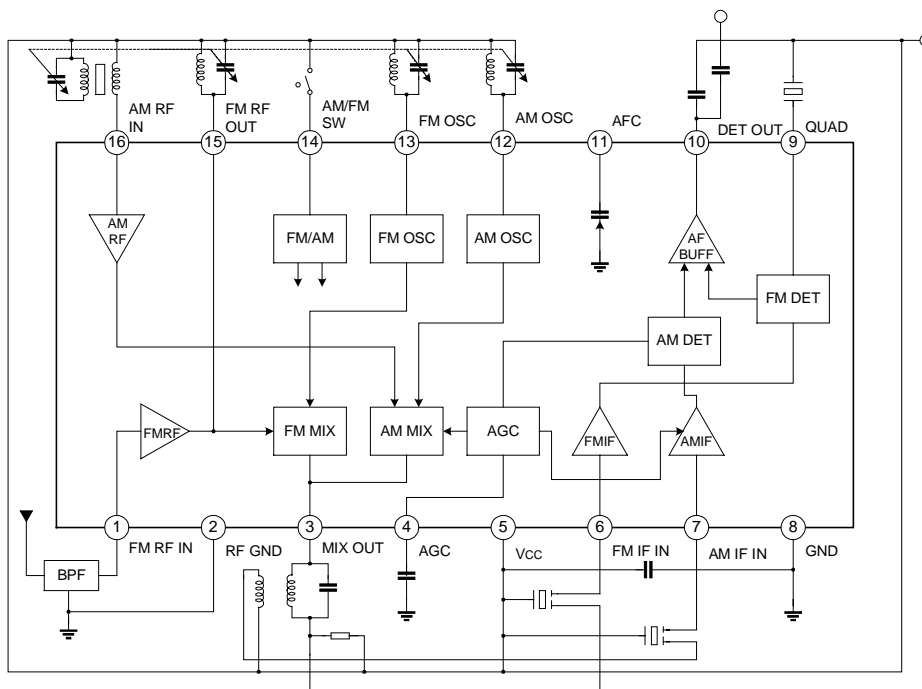 AM RF
IN
FM RF
OUT
AM/FM
SW
FM OSC
AM OSC
AFC
DET OUT
QUAD
16
15
14
13
12
11
10
9
AM
RF
FM/AM
FM OSC
AM OSC
AF
BUFF
FM DET
AM DET
FMRF
FM MIX
AM MIX
AGC
FMIF
AMIF
1
2
3
4
5
6
7
8
FM RF IN
RF GND
MIX OUT
AGC
VCC
FM IF IN
AM IF IN
GND
BPF